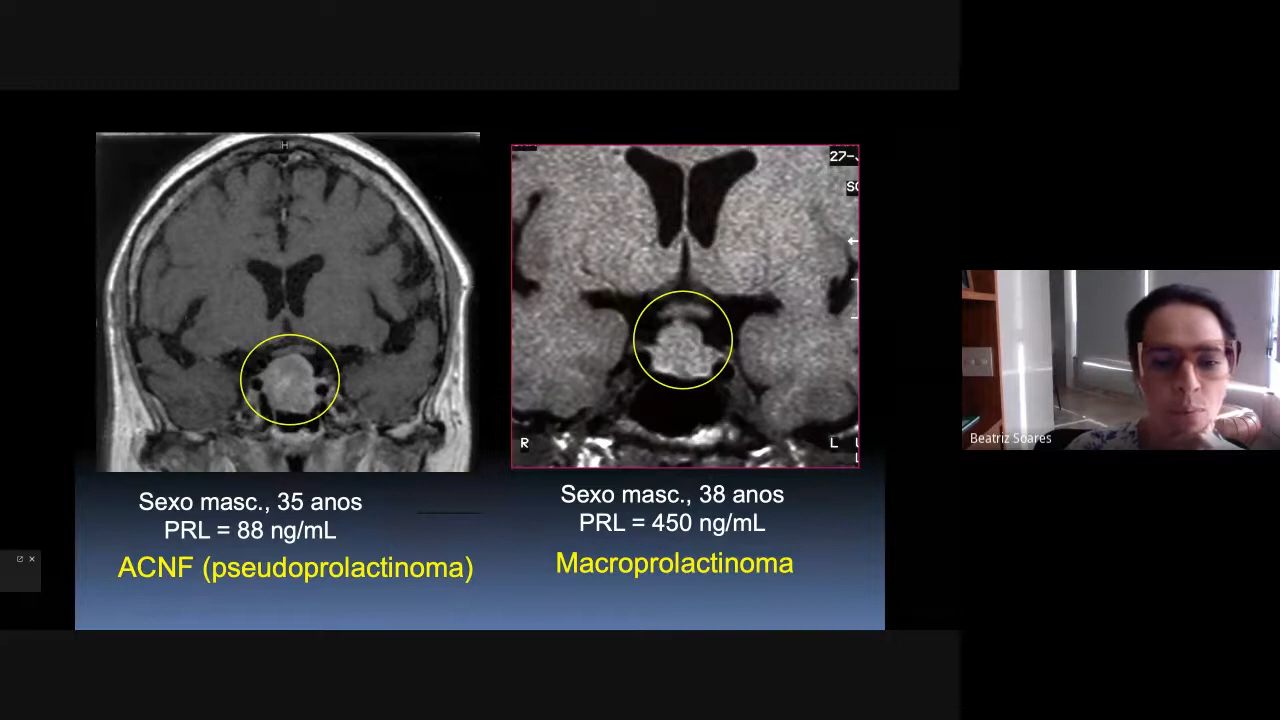 H
27-
R
L
Sexo masc., 35 anos
PRL = 88 ng/mL
ACNF (pseudoprolactinoma)
Sexo masc., 38 anos
PRL = 450 ng/mL
Macroprolactinoma
Beatriz Soares